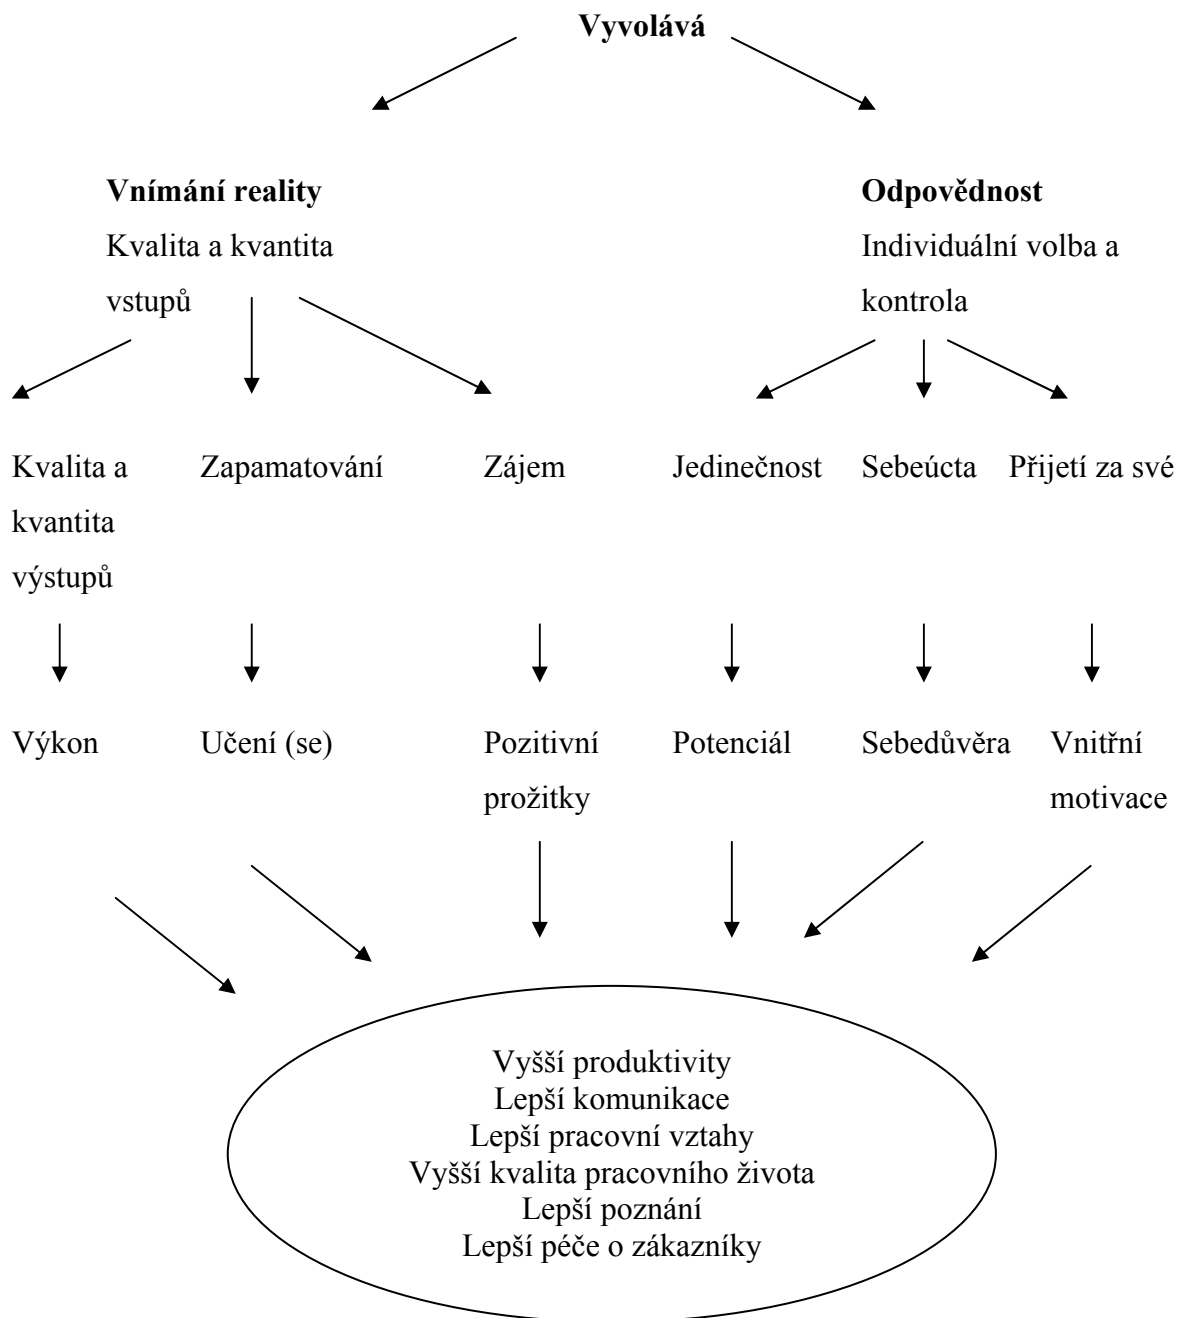 Vyvolává
Vnímání reality
Kvalita a kvantita
vstupů
Odpovědnost
Individuální volba a
kontrola
Kvalita a
kvantita
výstupů
Zapamatování
Zájem
Jedinečnost
Sebeúcta
Přijetí za své
Výkon
Učení (se)
Pozitivní
prožitky
Potenciál
Sebedůvěra
Vnitřní
motivace
Vyšší produktivity
Lepší komunikace
Lepší pracovní vztahy
Vyšší kvalita pracovního života
Lepší poznání
Lepší péče o zákazníky